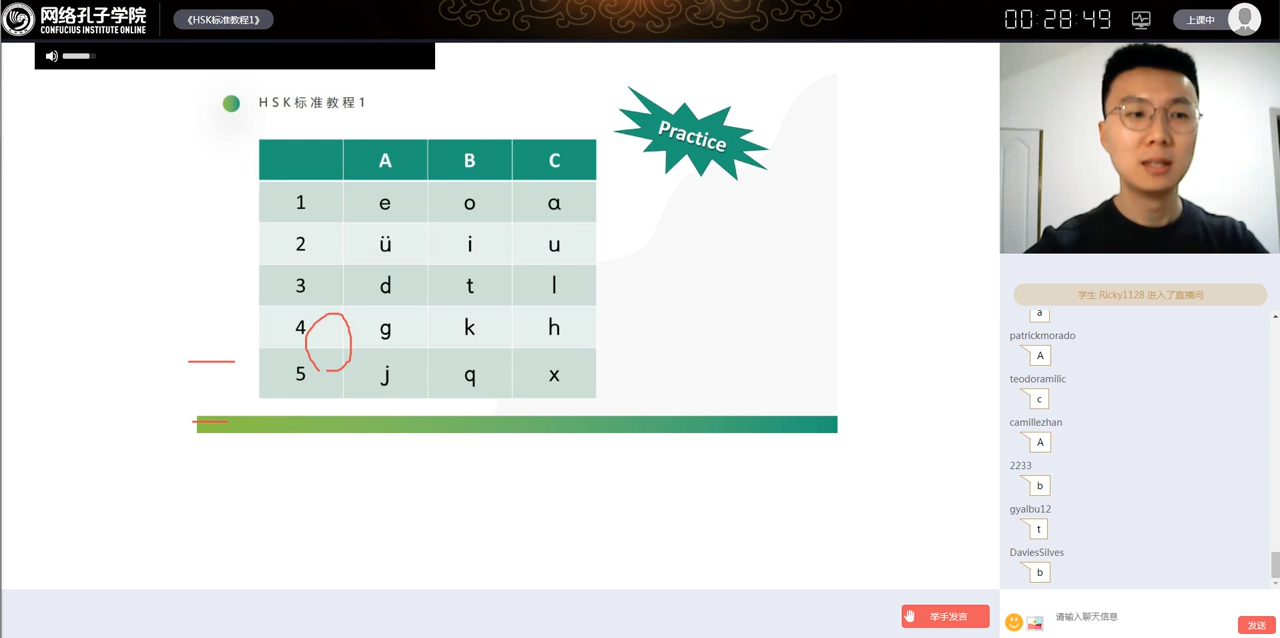 网络孔子学院
CONFUCIUS INSTITUTE ONLINE
《HSK标准教程1》
00:28:49
上课中
HSK标准教程1
Practice
A B C
1 e o ɑ
2 ü i u
3 d t l
4 g k h
5 j q x
学生 Ricky1128 进入了直播间
a
patrickmorado
A
teodoramilic
c
camillezhan
A
2233
b
gyalbu12
t
DaviesSilves
b
举手发言
请输入聊天信息
发送